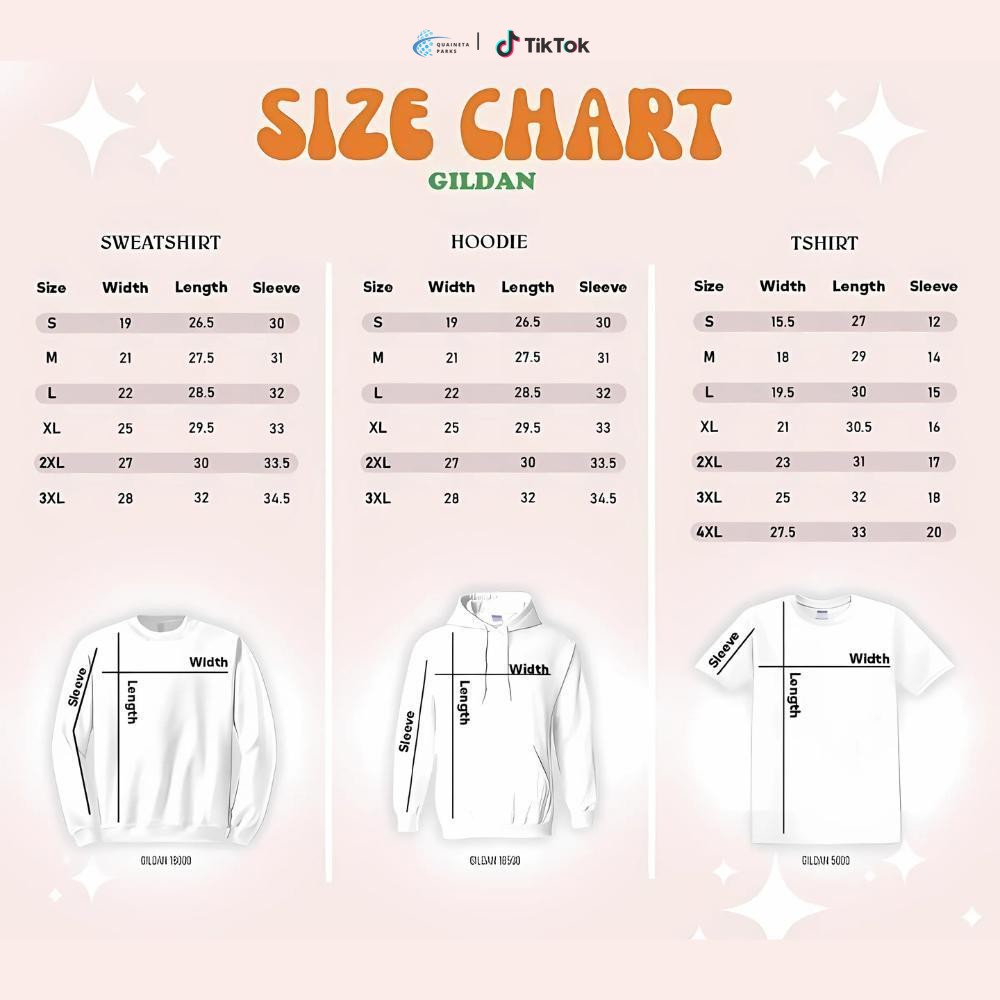 QUAINETA
PARKS
TikTok
SIZE CHART
GILDAN
SWEATSHIRT
Size Width Length Sleeve
S 19 26.5 30
M 21 27.5 31
L 22 28.5 32
XL 25 29.5 33
2XL 27 30 33.5
3XL 28 32 34.5
Width
Length
Sleeve
GILDAN 18000
HOODIE
Size Width Length Sleeve
S 19 26.5 30
M 21 27.5 31
L 22 28.5 32
XL 25 29.5 33
2XL 27 30 33.5
3XL 28 32 34.5
Width
Length
Sleeve
GILDAN 18500
TSHIRT
Size Width Length Sleeve
S 15.5 27 12
M 18 29 14
L 19.5 30 15
XL 21 30.5 16
2XL 23 31 17
3XL 25 32 18
4XL 27.5 33 20
Sleeve
Width
Length
GILDAN 5000